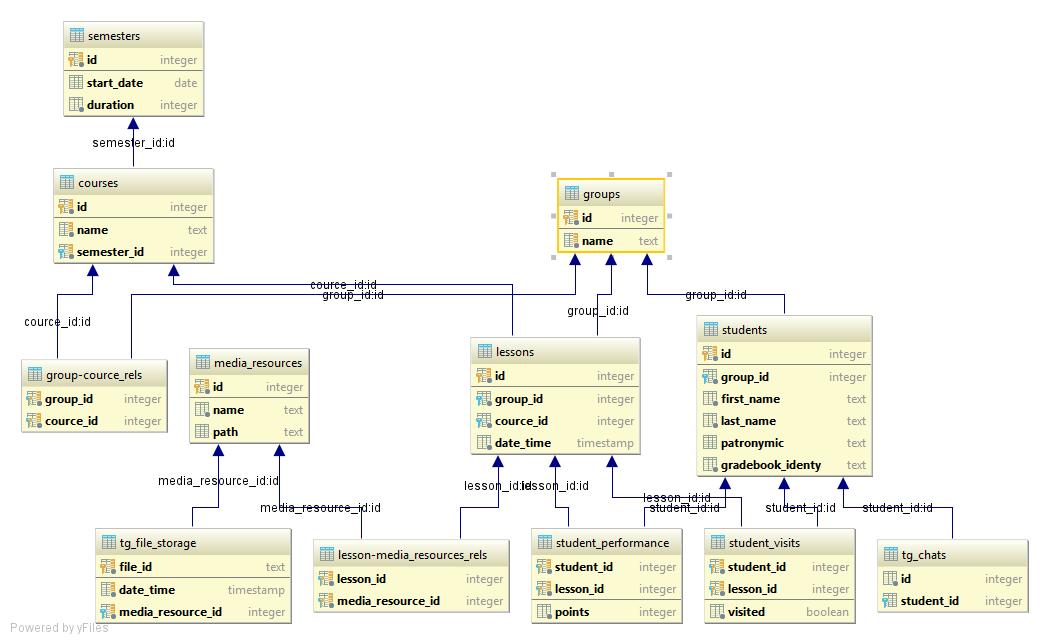 semesters
id integer
start_date date
duration integer
semester_id:id
courses
id integer
name text
semester_id integer
groups
id integer
name text
cource_id:id
group_id:id
cource_id:id
group_id:id
group_id:id
group-cource_rels
group_id integer
cource_id integer
media_resources
id integer
name text
path text
lessons
id integer
group_id integer
cource_id integer
date_time timestamp
students
id integer
group_id integer
first_name text
last_name text
patronymic text
gradebook_identy text
media_resource_id:id
media_resource_id:id
lesson_id:id
lesson_id:id
lesson_id:id
student_id:id
student_id:id
student_id:id
tg_file_storage
file_id text
date_time timestamp
media_resource_id integer
lesson-media_resources_rels
lesson_id integer
media_resource_id integer
student_performance
student_id integer
lesson_id integer
points integer
student_visits
student_id integer
lesson_id integer
visited boolean
tg_chats
id integer
student_id integer
Powered by yFiles